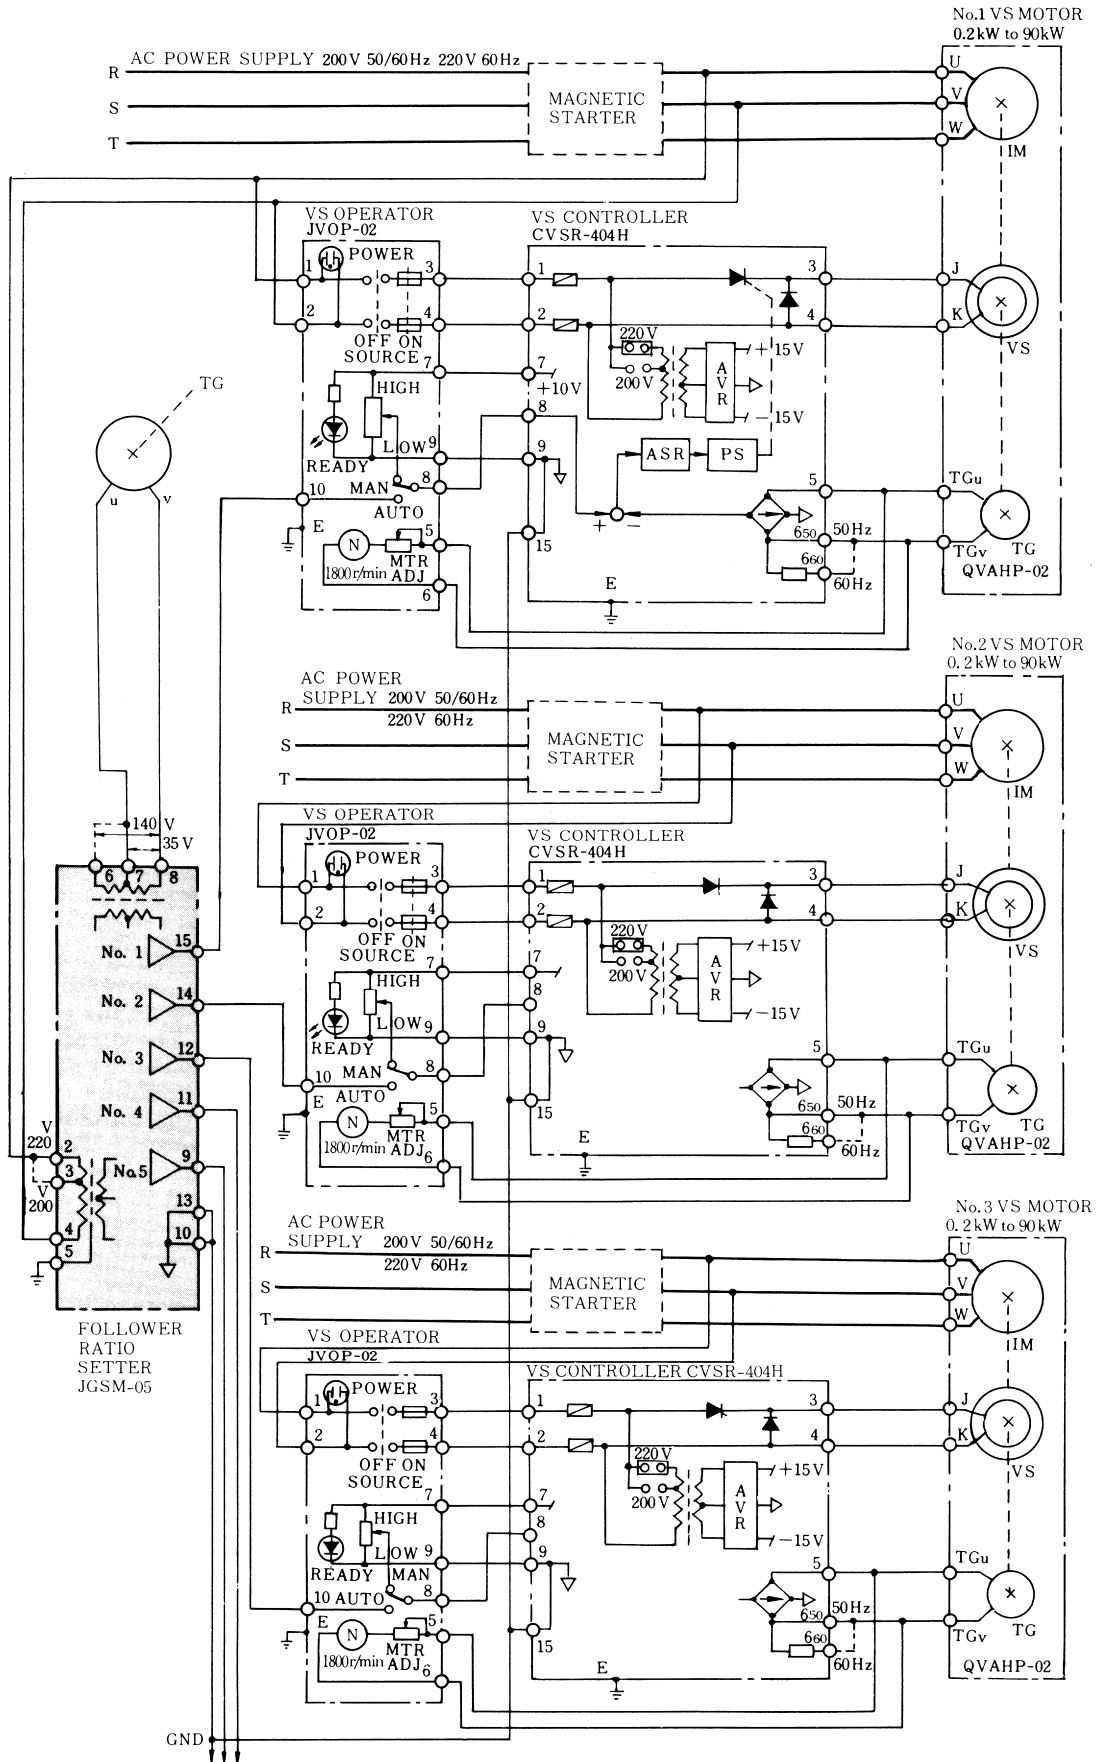 No.1 VS MOTOR
0.2kW to 90kW
AC POWER SUPPLY 200V 50/60Hz 220V 60Hz
R
S
T
MAGNETIC
STARTER
U
V
W
IM
VS OPERATOR
JVOP-02
VS CONTROLLER
CVSR-404H
POWER
1
3
2
4
OFF ON
SOURCE
7
HIGH
LOW
9
READY
MAN
8
10
AUTO
E
N
5
MTR
1800r/min ADJ
6
1
3
2
4
220V
200V
7
+10V
8
+15V
AVR
-15V
9
ASR
PS
5
+
-
650
50Hz
15
660
60Hz
E
J
K
VS
TGu
TGv
TG
QVAHP-02
TG
u
v
No.2 VS MOTOR
0.2kW to 90kW
AC POWER
SUPPLY 200V 50/60Hz
220V 60Hz
R
S
T
MAGNETIC
STARTER
U
V
W
IM
VS OPERATOR
JVOP-02
VS CONTROLLER
CVSR-404H
1
POWER
3
2
4
OFF ON
SOURCE
7
HIGH
LOW
9
READY
MAN
8
10
AUTO
E
N
5
MTR
1800r/min ADJ
6
1
3
2
4
220V
200V
7
8
+15V
AVR
-15V
9
5
650
50Hz
15
660
60Hz
E
J
K
VS
TGu
TGv
TG
QVAHP-02
140 V
35V
6
7
8
No. 1
15
No. 2
14
No. 3
12
No. 4
11
No.5
9
V
220
2
3
V
200
4
5
13
10
FOLLOWER
RATIO
SETTER
JGSM-05
No.3 VS MOTOR
0.2kW to 90kW
AC POWER
SUPPLY 200V 50/60Hz
220V 60Hz
R
S
T
MAGNETIC
STARTER
U
V
W
IM
VS OPERATOR
JVOP-02
VS CONTROLLER CVSR-404H
1
POWER
3
2
4
OFF ON
SOURCE
7
HIGH
LOW
9
READY
MAN
8
10 AUTO
E
N
5
MTR
1800r/min ADJ
6
1
3
2
4
220V
200V
7
8
+15V
AVR
-15V
9
5
650
50Hz
15
660
60Hz
E
J
K
VS
TGu
TGv
TG
QVAHP-02
GND